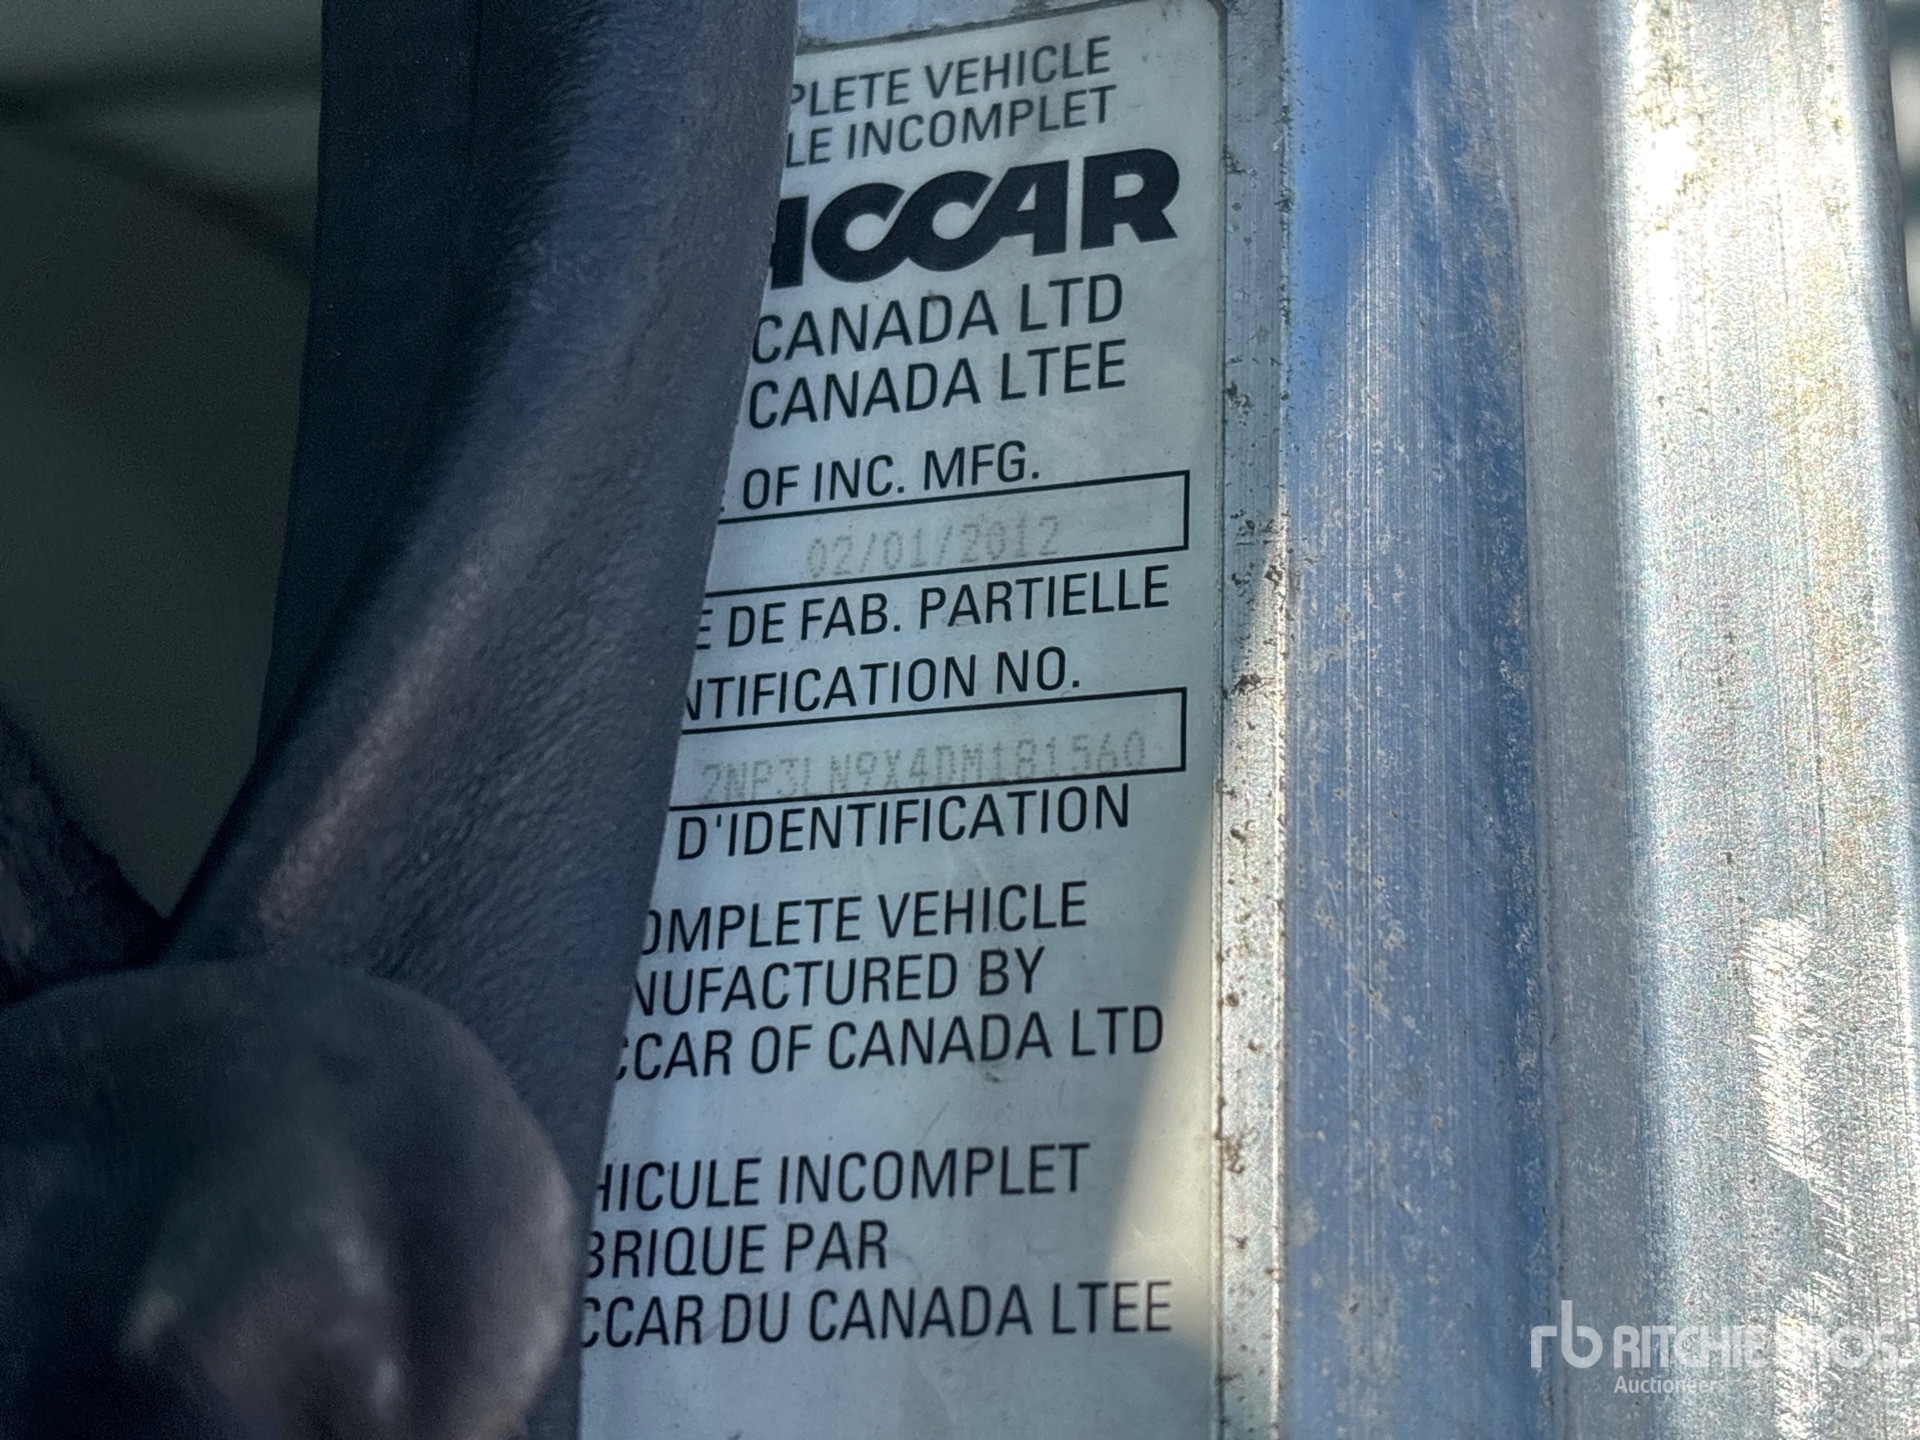 PLETE VEHICLE
LE INCOMPLET
ACCAR
CANADA LTD
CANADA LTEE
OF INC. MFG.
02/01/2012
E DE FAB. PARTIELLE
NTIFICATION NO.
2NP3LN9X4DM181560
D'IDENTIFICATION
OMPLETE VEHICLE
NUFACTURED BY
CCAR OF CANADA LTD
HICULE INCOMPLET
BRIQUE PAR
CCAR DU CANADA LTEE
rb RITCHIE BROS
Auctioneers